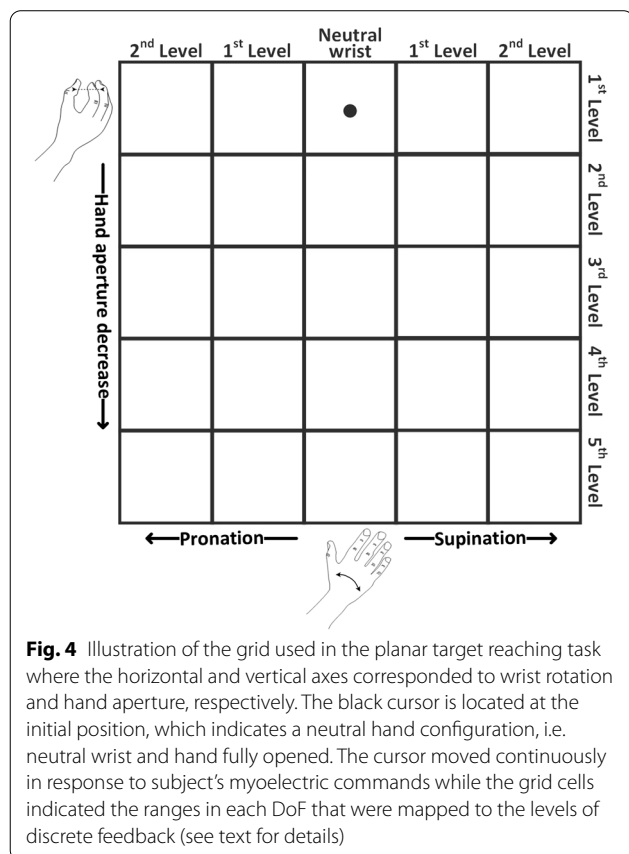 2nd Level 1st Level Neutral wrist 1st Level 2nd Level
1st Level
2nd Level
3rd Level
4th Level
5th Level
Hand aperture decrease
Pronation
Supination
Fig. 4 Illustration of the grid used in the planar target reaching task
where the horizontal and vertical axes corresponded to wrist rotation
and hand aperture, respectively. The black cursor is located at the
initial position, which indicates a neutral hand configuration, i.e.
neutral wrist and hand fully opened. The cursor moved continuously
in response to subject's myoelectric commands while the grid cells
indicated the ranges in each DoF that were mapped to the levels of
discrete feedback (see text for details)